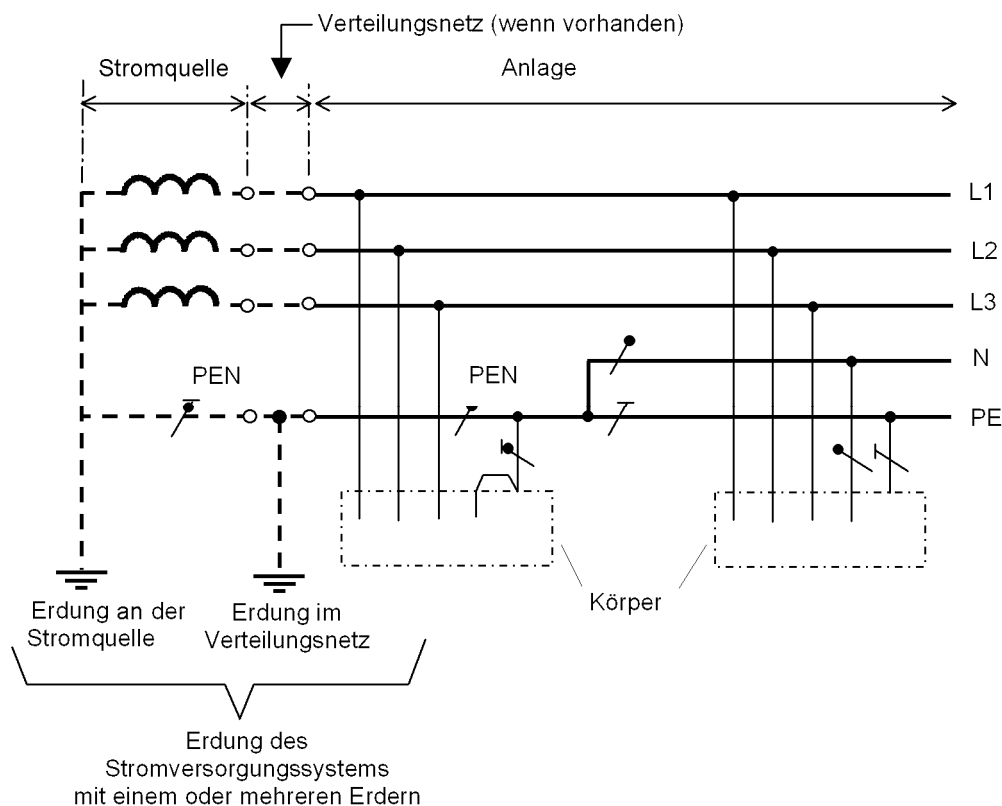 Verteilungsnetz (wenn vorhanden)
Stromquelle
Anlage
L1
L2
L3
N
PEN
PEN
PE
Körper
Erdung an der
Stromquelle
Erdung im
Verteilungsnetz
Erdung des
Stromversorgungssystems
mit einem oder mehreren Erdern